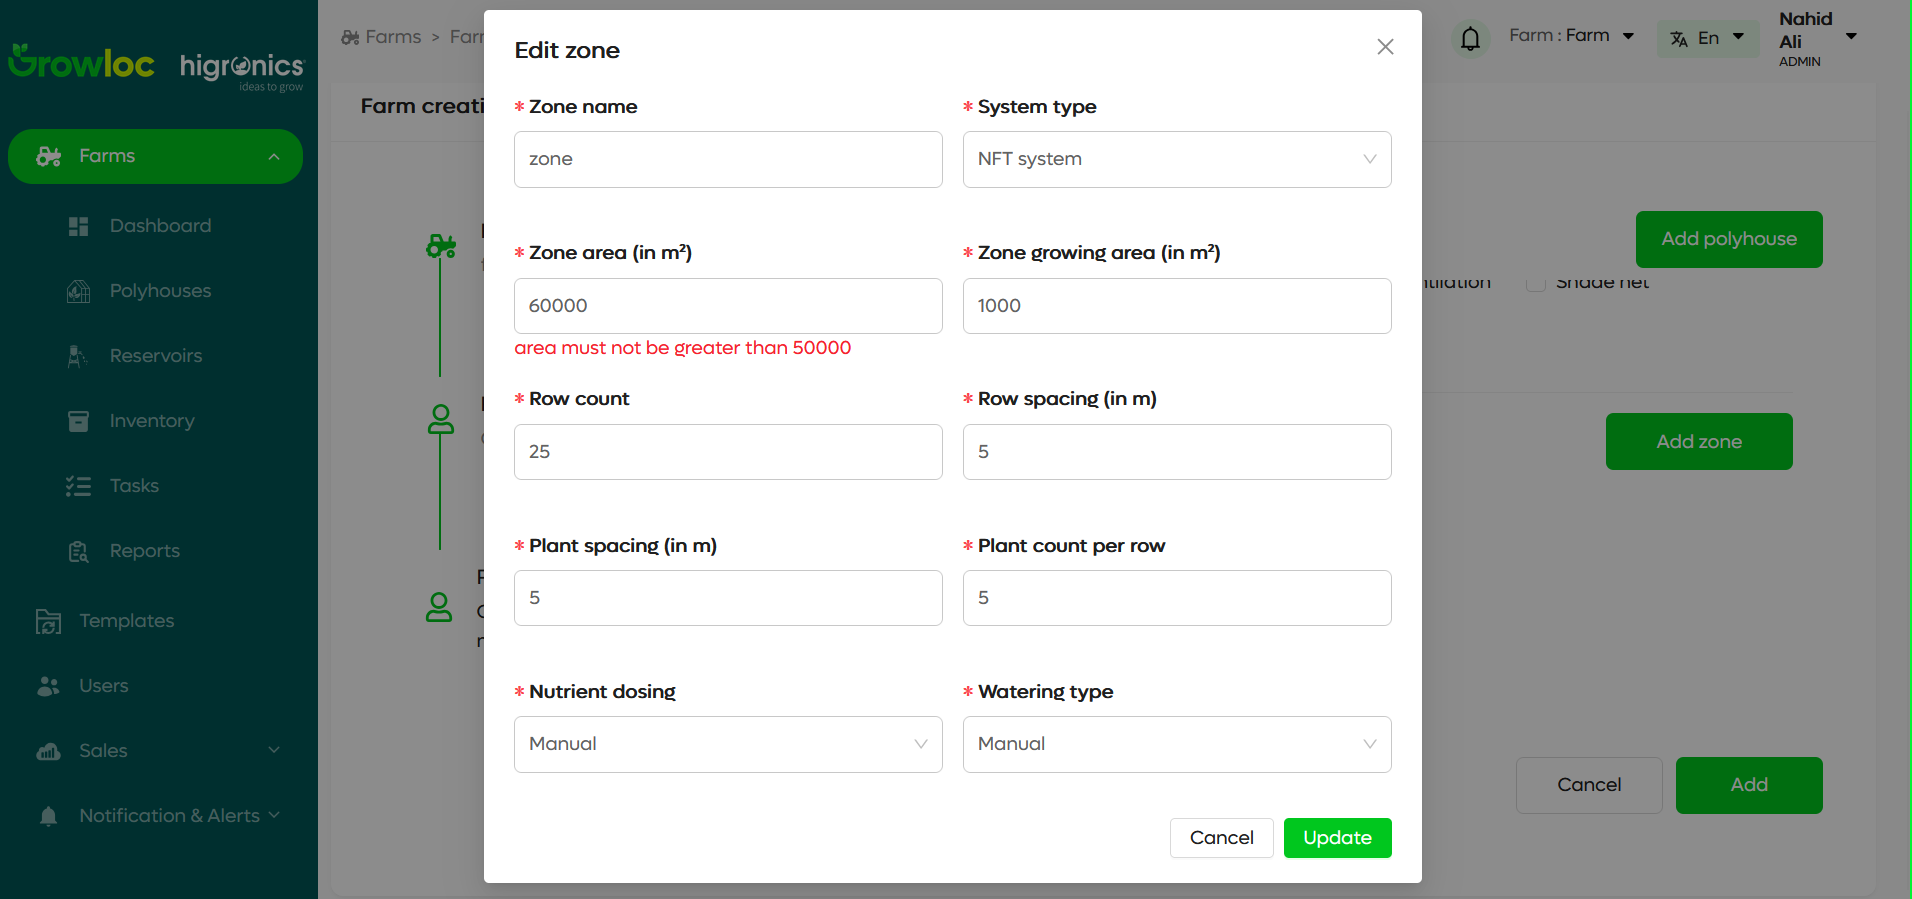 Growloc
higronics
ideas to grow
Farms
Dashboard
Polyhouses
Reservoirs
Inventory
Tasks
Reports
Templates
Users
Sales
Notification & Alerts
Farms >
Farm : Farm
En
Nahid Ali
ADMIN
Farm creati
Add polyhouse
Shade net
Add zone
Cancel
Add
Edit zone
* Zone name
zone
* System type
NFT system
* Zone area (in m²)
60000
area must not be greater than 50000
* Zone growing area (in m²)
1000
* Row count
25
* Row spacing (in m)
5
* Plant spacing (in m)
5
* Plant count per row
5
* Nutrient dosing
Manual
* Watering type
Manual
Cancel
Update